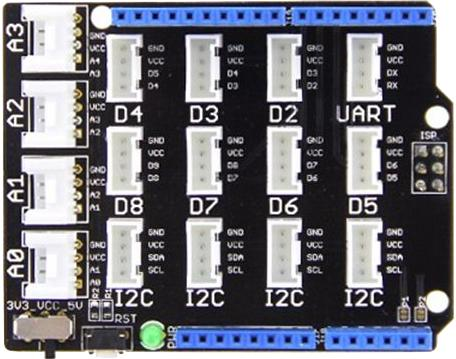 A3
GND
VCC
A4
A3
GND
VCC
D5
D4
D4
GND
VCC
D4
D3
D3
GND
VCC
D3
D2
D2
GND
VCC
DX
RX
UART
A2
GND
VCC
A3
A2
ISP
GND
VCC
D9
D8
D8
GND
VCC
D8
D7
D7
GND
VCC
D7
D6
D6
GND
VCC
D6
D5
D5
A1
GND
VCC
A2
A1
A0
GND
VCC
A1
A0
GND
VCC
SDA
SCL
I2C
GND
VCC
SDA
SCL
I2C
GND
VCC
SDA
SCL
I2C
GND
VCC
SDA
SCL
I2C
3V3 VCC 5V
R2
R1
RST
PWR
P1
P2